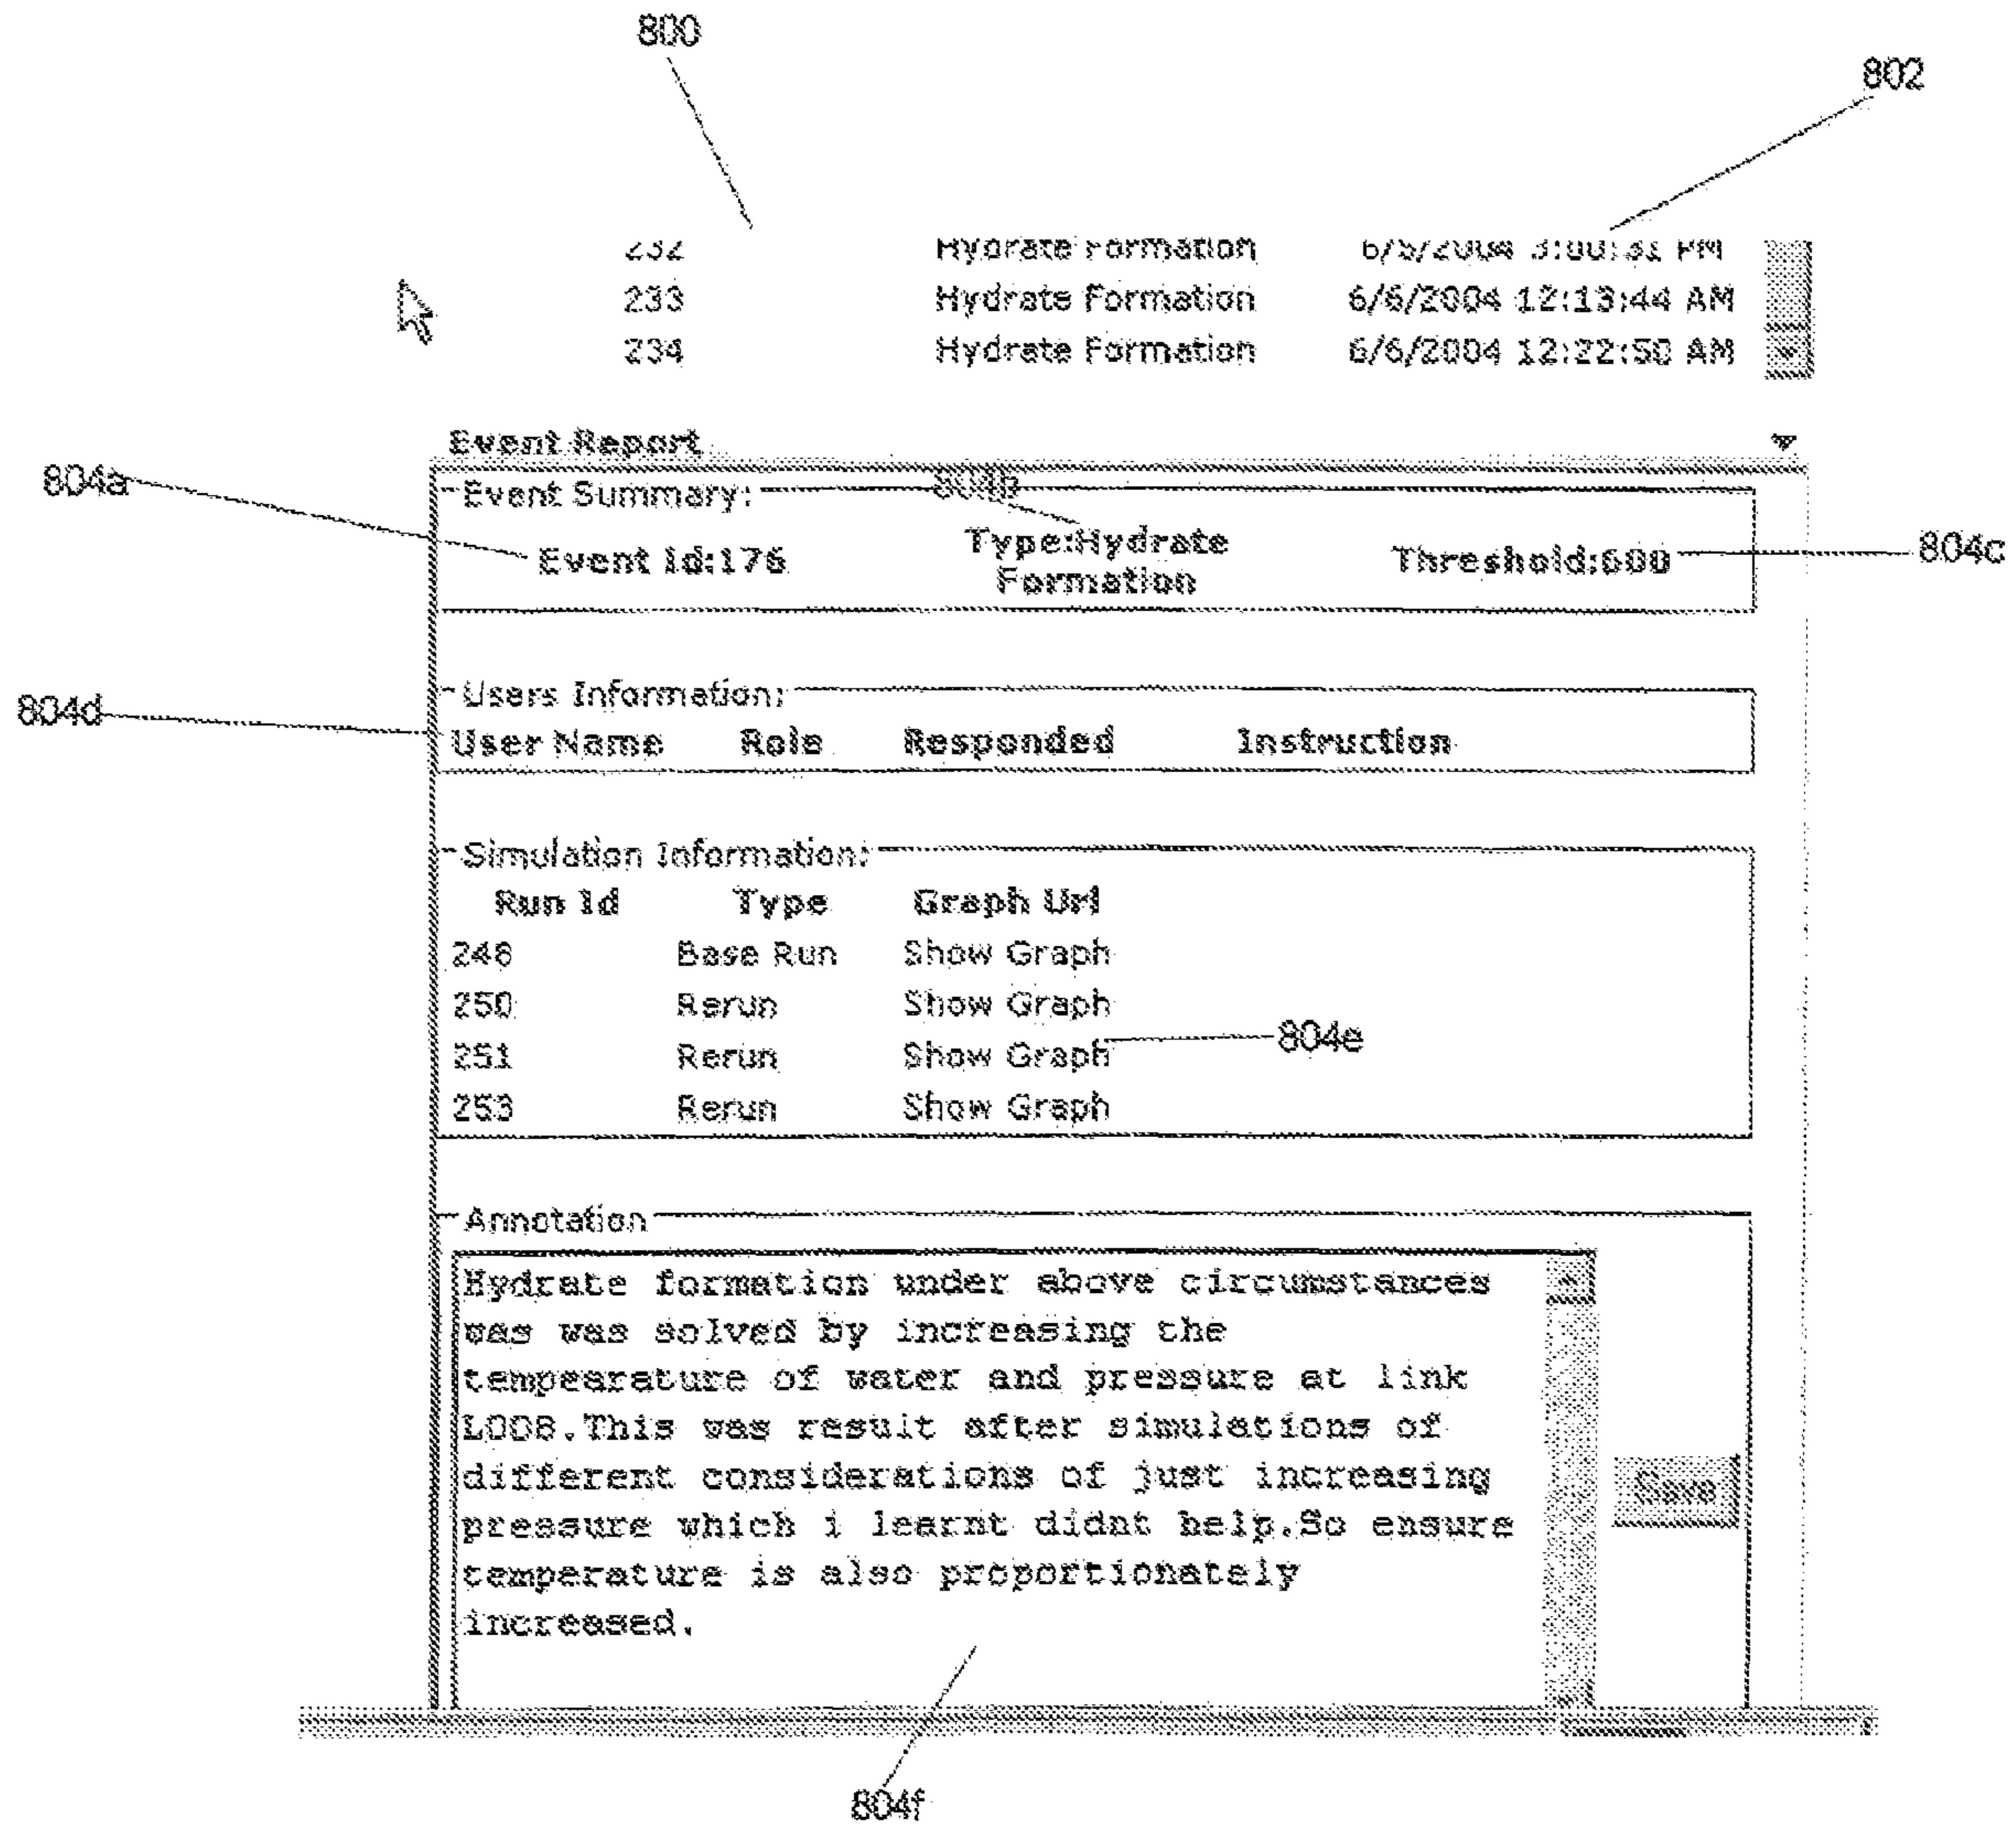 800
802
232 Hydrate Formation
233 Hydrate Formation 6/6/2004 12:13:44 AM
234 Hydrate Formation 6/6/2004 12:22:50 AM
Event Report
804a
Event Summary:
804b
Event Id:176 Type:Hydrate Formation Threshold:600
804c
Users Information:
804d
User Name Role Responded Instruction
Simulation Information:
Run Id Type Graph Url
248 Base Run Show Graph
250 Rerun Show Graph
251 Rerun Show Graph
804e
253 Rerun Show Graph
Annotation
Hydrate formation under above circumstances
was was solved by increasing the
tempearature of water and pressure at link
L008.This was result after simulations of
different considerations of just increasing
pressure which i learnt didnt help.So ensure
temperature is also proportionately
increased.
Save
804f